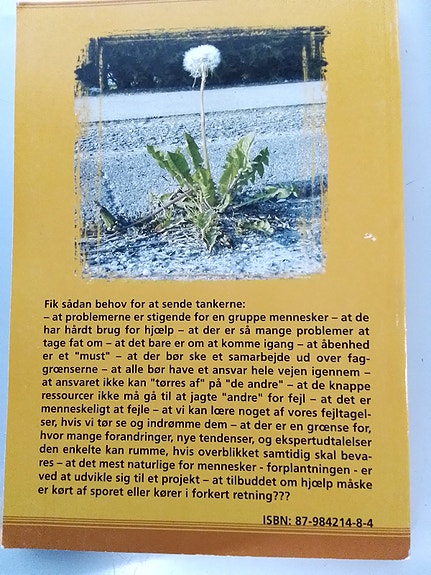 Fik sådan behov for at sende tankerne:
– at problemerne er stigende for en gruppe mennesker – at de
har hårdt brug for hjœlp – at der er så mange problemer at
tage fat om – at det bare er om at komme igang – at åbenhed
er et "must" – at der bør ske et samarbejde ud over fag-
grœnserne – at alle bør have et ansvar hele vejen igennem –
at ansvaret ikke kan "tørres af" på "de andre" – at de knappe
ressourcer ikke må gå til at jagte "andre" for fejl – at det er
menneskeligt at fejle – at vi kan lœre noget af vores fejltagel-
ser, hvis vi tør se og indrømme dem – at der er en grœnse for,
hvor mange forandringer, nye tendenser, og ekspertudtalelser
den enkelte kan rumme, hvis overblikket samtidig skal beva-
res – at det mest naturlige for mennesker - forplantningen - er
ved at udvikle sig til et projekt – at tilbuddet om hjœlp måske
er kørt af sporet eller kører i forkert retning???
ISBN: 87-984214-8-4